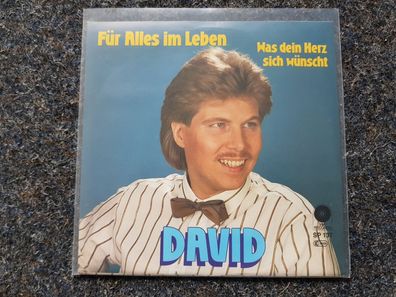 Für Alles im Leben
Was dein Herz
sich wünscht
DAVID